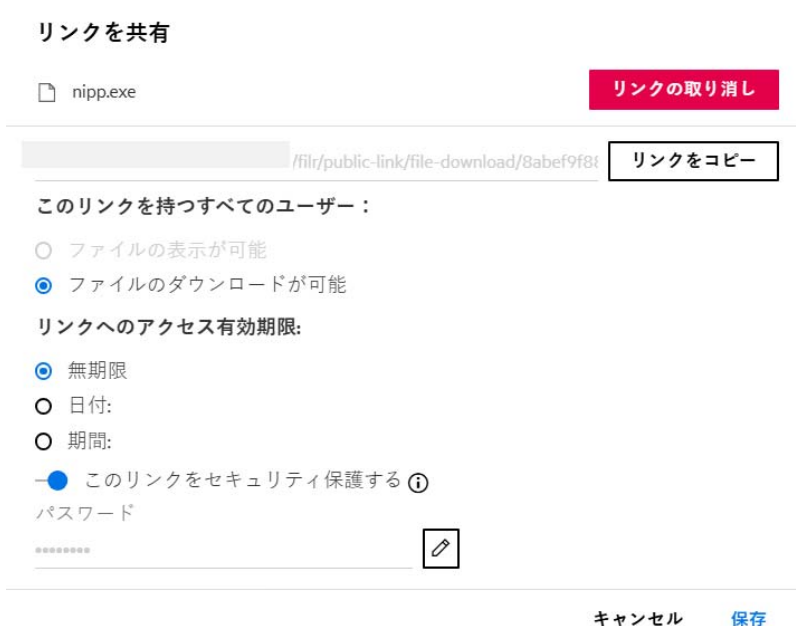 リンクを共有
nipp.exe
リンクの取り消し
/filr/public-link/file-download/8abef9f88
リンクをコピー
このリンクを持つすべてのユーザー：
ファイルの表示が可能
ファイルのダウンロードが可能
リンクへのアクセス有効期限:
無期限
日付:
期間:
このリンクをセキュリティ保護する
パスワード
••••••••
キャンセル
保存